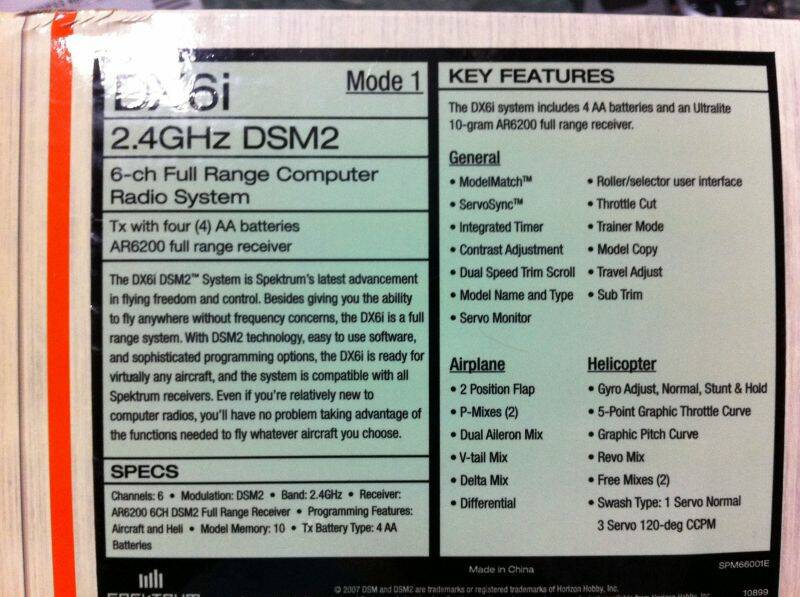 DX6i
Mode 1
2.4GHz DSM2
6-ch Full Range Computer
Radio System
Tx with four (4) AA batteries
AR6200 full range receiver
The DX6i DSM2™ System is Spektrum's latest advancement
in flying freedom and control. Besides giving you the ability
to fly anywhere without frequency concerns, the DX6i is a full
range system. With DSM2 technology, easy to use software,
and sophisticated programming options, the DX6i is ready for
virtually any aircraft, and the system is compatible with all
Spektrum receivers. Even if you're relatively new to
computer radios, you'll have no problem taking advantage of
the functions needed to fly whatever aircraft you choose.
SPECS
Channels: 6 • Modulation: DSM2 • Band: 2.4GHz • Receiver:
AR6200 6CH DSM2 Full Range Receiver • Programming Features:
Aircraft and Heli • Model Memory: 10 • Tx Battery Type: 4 AA
Batteries
KEY FEATURES
The DX6i system includes 4 AA batteries and an Ultralite
10-gram AR6200 full range receiver.
General
• ModelMatch™
• ServoSync™
• Integrated Timer
• Contrast Adjustment
• Dual Speed Trim Scroll
• Model Name and Type
• Servo Monitor
• Roller/selector user interface
• Throttle Cut
• Trainer Mode
• Model Copy
• Travel Adjust
• Sub Trim
Airplane
• 2 Position Flap
• P-Mixes (2)
• Dual Aileron Mix
• V-tail Mix
• Delta Mix
• Differential
Helicopter
• Gyro Adjust, Normal, Stunt & Hold
• 5-Point Graphic Throttle Curve
• Graphic Pitch Curve
• Revo Mix
• Free Mixes (2)
• Swash Type: 1 Servo Normal
3 Servo 120-deg CCPM
Made in China
SPM66001E
SPEKTRUM
© 2007 DSM and DSM2 are trademarks or registered trademarks of Horizon Hobby, Inc.
10899